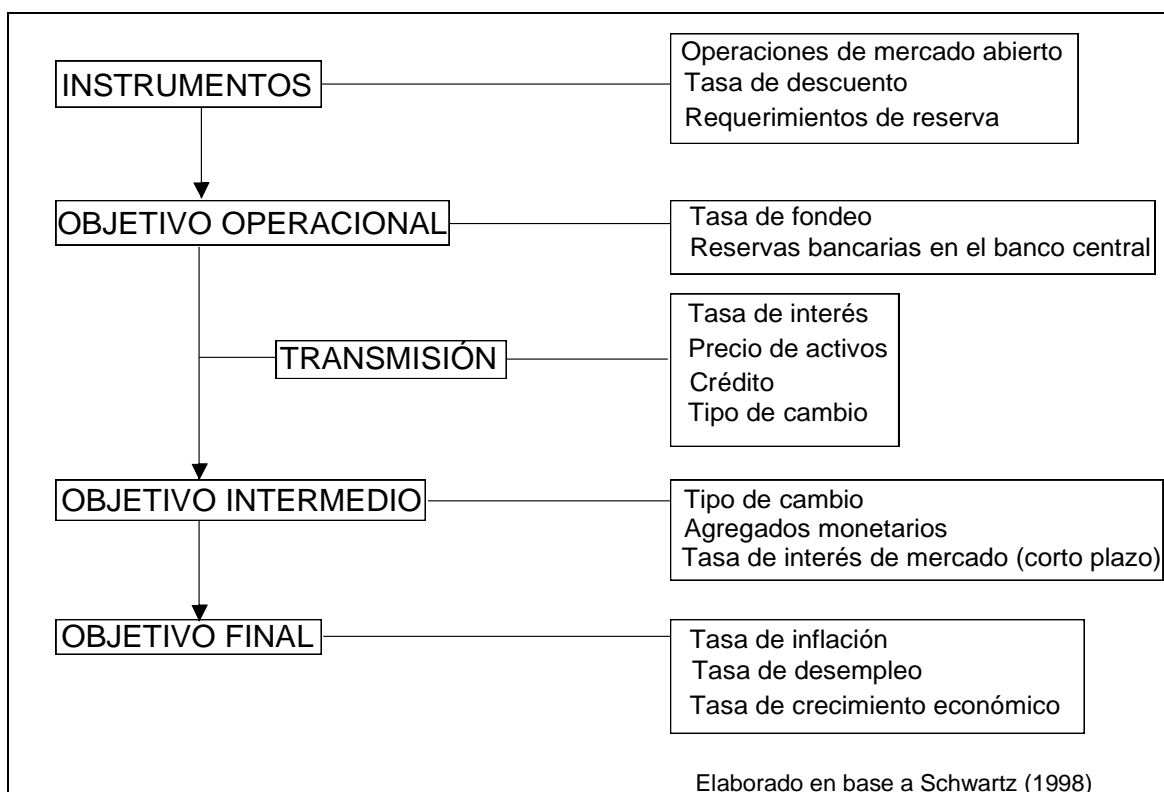 INSTRUMENTOS
Operaciones de mercado abierto
Tasa de descuento
Requerimientos de reserva
OBJETIVO OPERACIONAL
Tasa de fondeo
Reservas bancarias en el banco central
TRANSMISIÓN
Tasa de interés
Precio de activos
Crédito
Tipo de cambio
OBJETIVO INTERMEDIO
Tipo de cambio
Agregados monetarios
Tasa de interés de mercado (corto plazo)
OBJETIVO FINAL
Tasa de inflación
Tasa de desempleo
Tasa de crecimiento económico
Elaborado en base a Schwartz (1998)